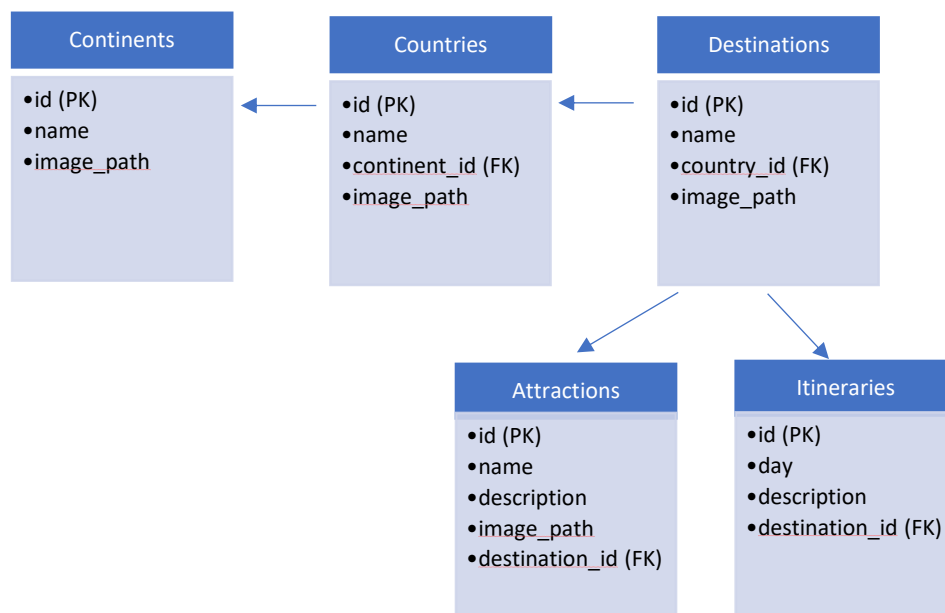 Continents
•id (PK)
•name
•image_path
Countries
•id (PK)
•name
•continent_id (FK)
•image_path
Destinations
•id (PK)
•name
•country_id (FK)
•image_path
Attractions
•id (PK)
•name
•description
•image_path
•destination_id (FK)
Itineraries
•id (PK)
•day
•description
•destination_id (FK)